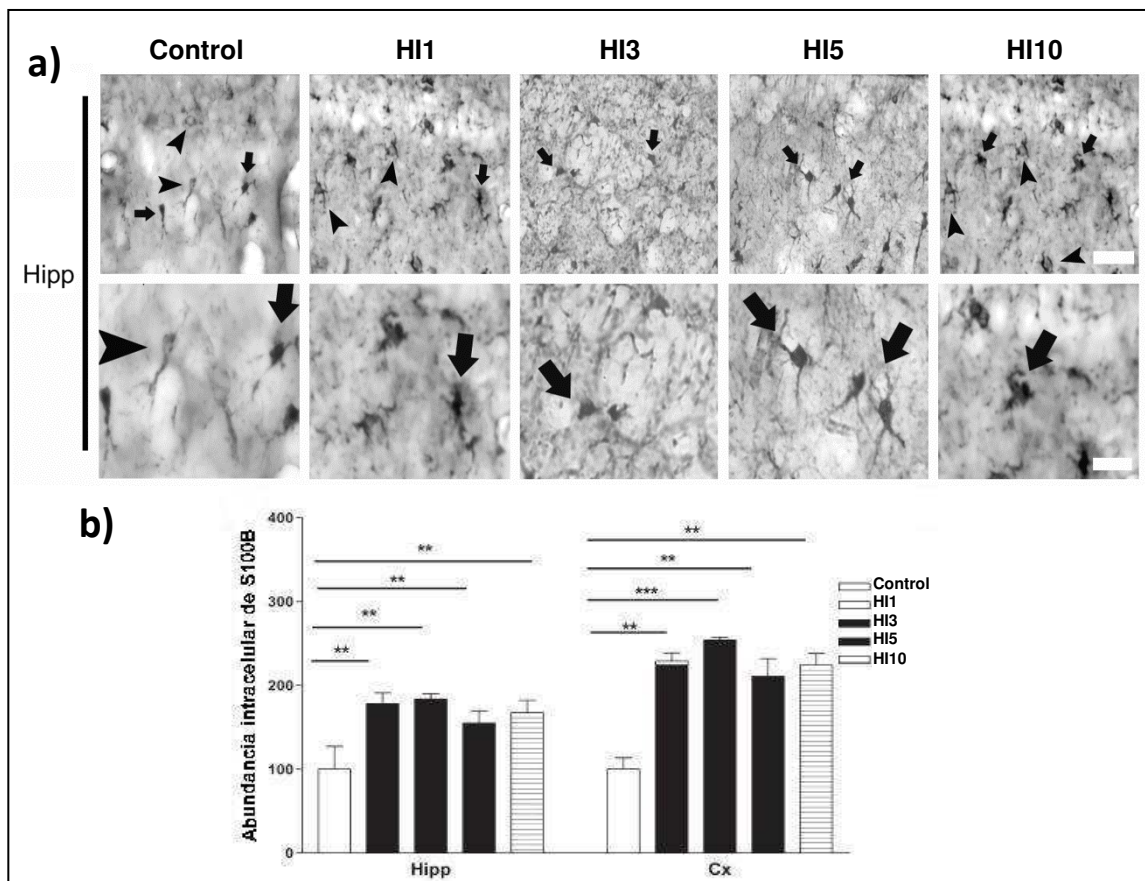 Control HI1 HI3 HI5 HI10
a)
Hipp
b)
Abundancia intracelular de S100B
400
300
200
100
0
** ** ** **
** *** ** **
Hipp Cx
Control
HI1
HI3
HI5
HI10